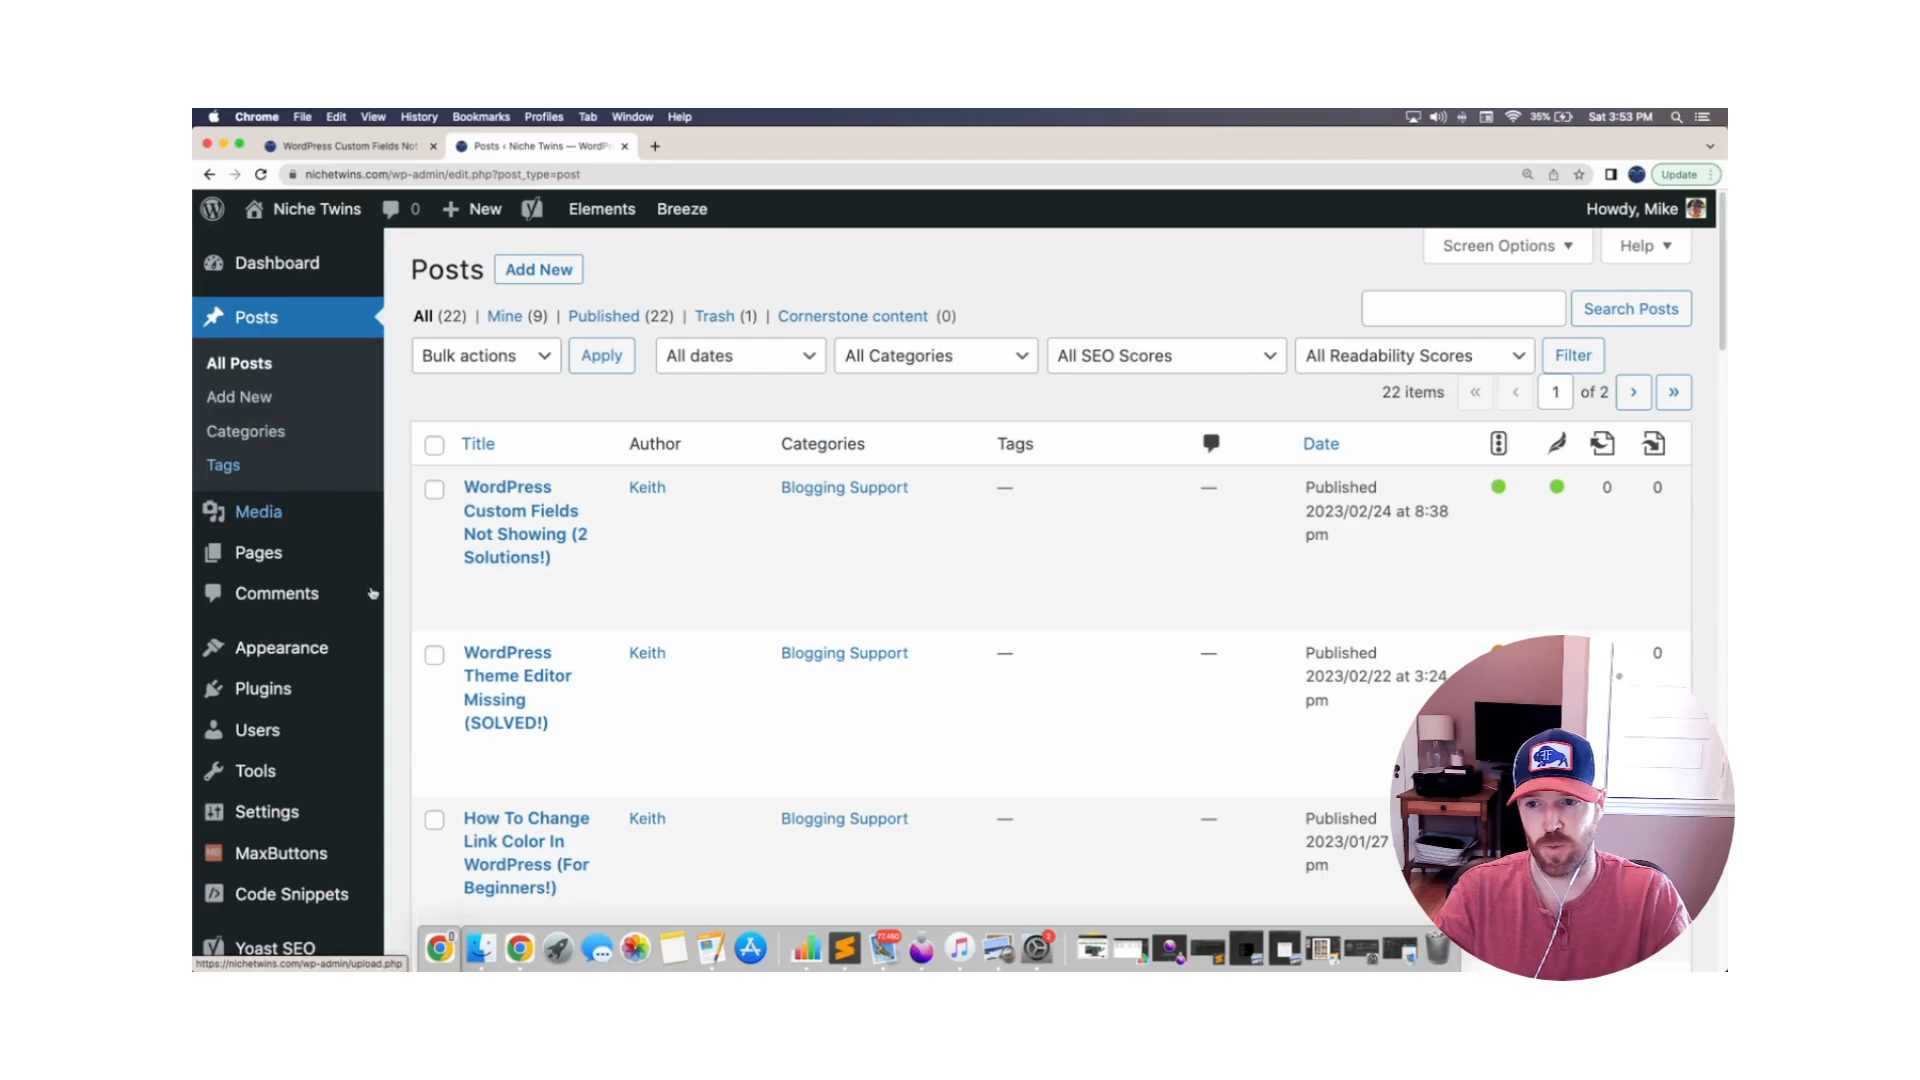 Chrome File Edit View History Bookmarks Profiles Tab Window Help 35% Sat 3:53 PM
WordPress Custom Fields Not Posts ‹ Niche Twins — WordPr
nichetwins.com/wp-admin/edit.php?post_type=post Update
Niche Twins 0 New Elements Breeze Howdy, Mike
Screen Options Help
Dashboard
Posts Add New
All (22) | Mine (9) | Published (22) | Trash (1) | Cornerstone content (0)
Search Posts
Bulk actions Apply All dates All Categories All SEO Scores All Readability Scores Filter
22 items « ‹ 1 of 2 › »
Posts
All Posts
Add New
Categories
Tags
Media
Pages
Comments
Appearance
Plugins
Users
Tools
Settings
MaxButtons
Code Snippets
Yoast SEO
https://nichetwins.com/wp-admin/upload.php
Title Author Categories Tags Date
WordPress Keith Blogging Support — — Published 0 0
Custom Fields 2023/02/24 at 8:38
Not Showing (2 pm
Solutions!)
WordPress Keith Blogging Support — — Published 0
Theme Editor 2023/02/22 at 3:24
Missing pm
(SOLVED!)
How To Change Keith Blogging Support — — Published
Link Color In 2023/01/27
WordPress (For pm
Beginners!)